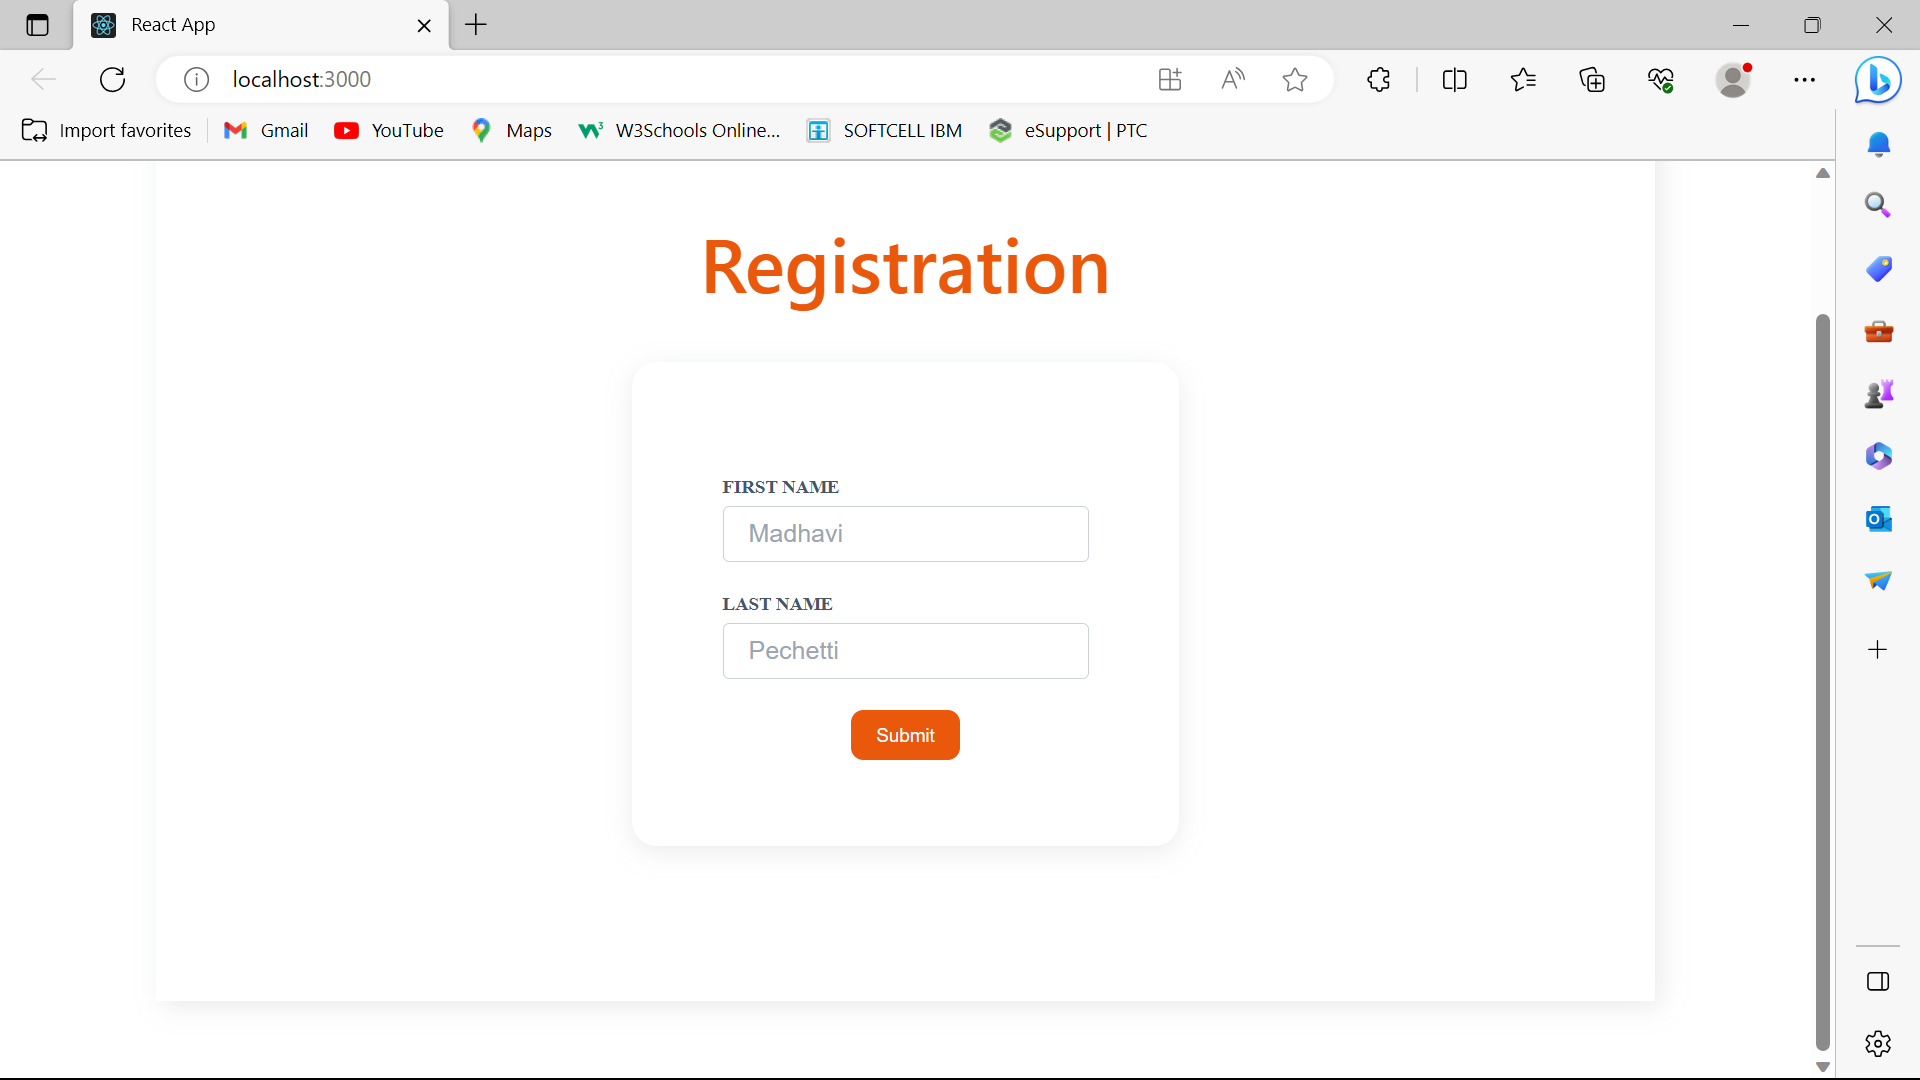 React App
localhost:3000
Import favorites Gmail YouTube Maps W3Schools Online... SOFTCELL IBM eSupport | PTC
Registration
FIRST NAME
Madhavi
LAST NAME
Pechetti
Submit